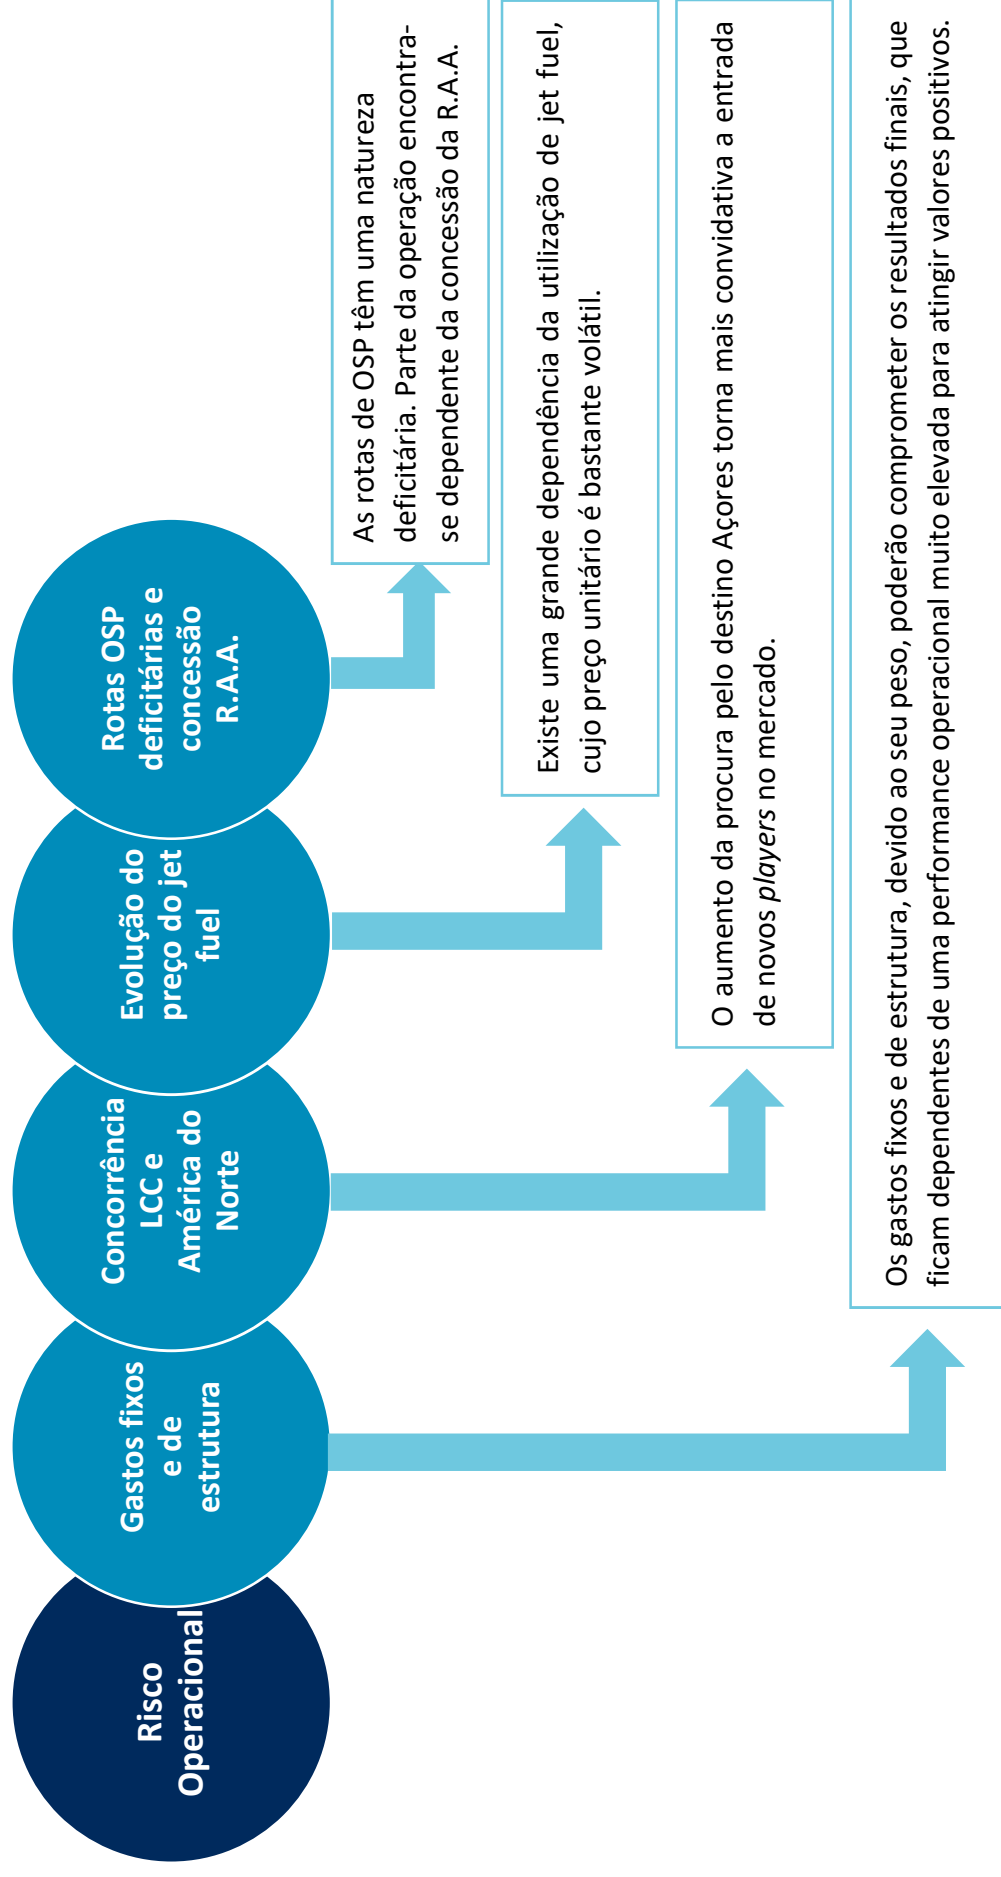 Risco
Operacional
Gastos fixos
e de
estrutura
Concorrência
LCC e
América do
Norte
Evolução do
preço do jet
fuel
Rotas OSP
deficitárias e
concessão
R.A.A.
As rotas de OSP têm uma natureza
deficitária. Parte da operação encontra-
se dependente da concessão da R.A.A.
Existe uma grande dependência da utilização de jet fuel,
cujo preço unitário é bastante volátil.
O aumento da procura pelo destino Açores torna mais convidativa a entrada
de novos players no mercado.
Os gastos fixos e de estrutura, devido ao seu peso, poderão comprometer os resultados finais, que
ficam dependentes de uma performance operacional muito elevada para atingir valores positivos.